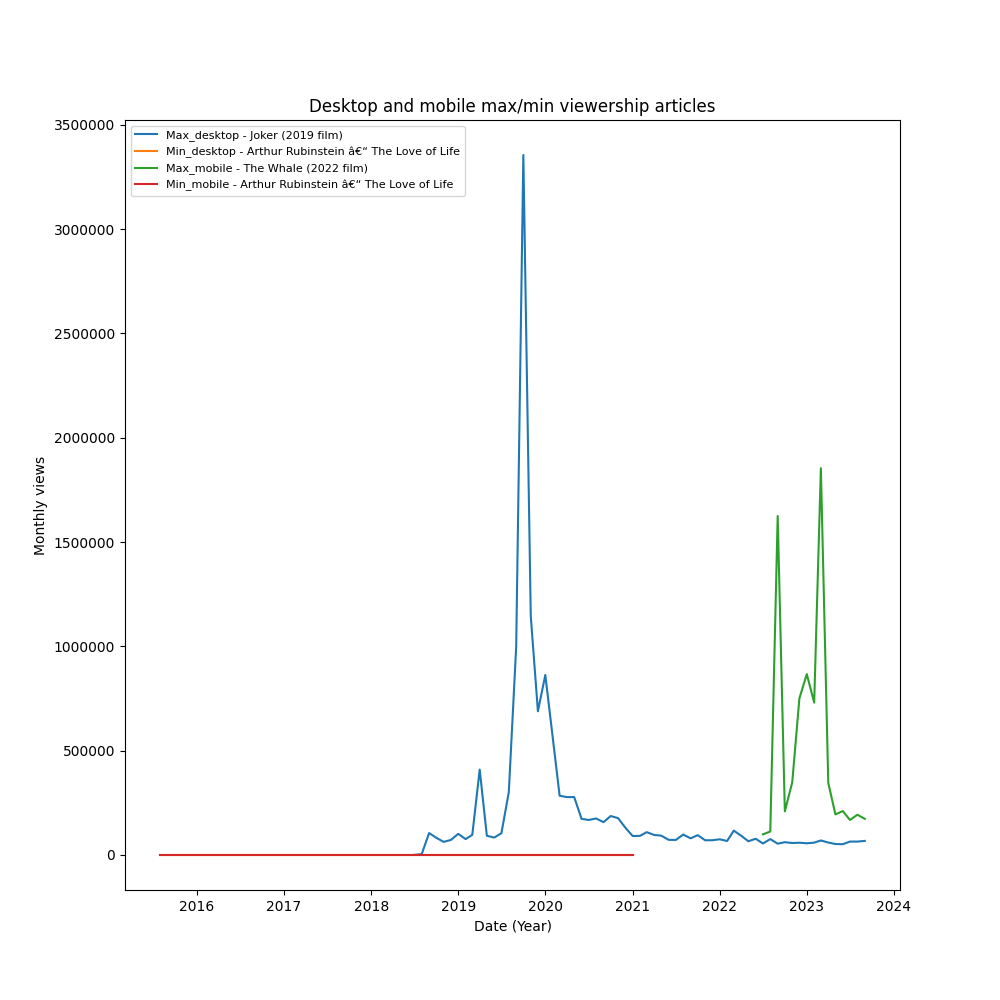 Desktop and mobile max/min viewership articles
Max_desktop - Joker (2019 film)
Min_desktop - Arthur Rubinstein â€“ The Love of Life
Max_mobile - The Whale (2022 film)
Min_mobile - Arthur Rubinstein â€“ The Love of Life
3500000
3000000
2500000
2000000
1500000
1000000
500000
0
Monthly views
2016 2017 2018 2019 2020 2021 2022 2023 2024
Date (Year)